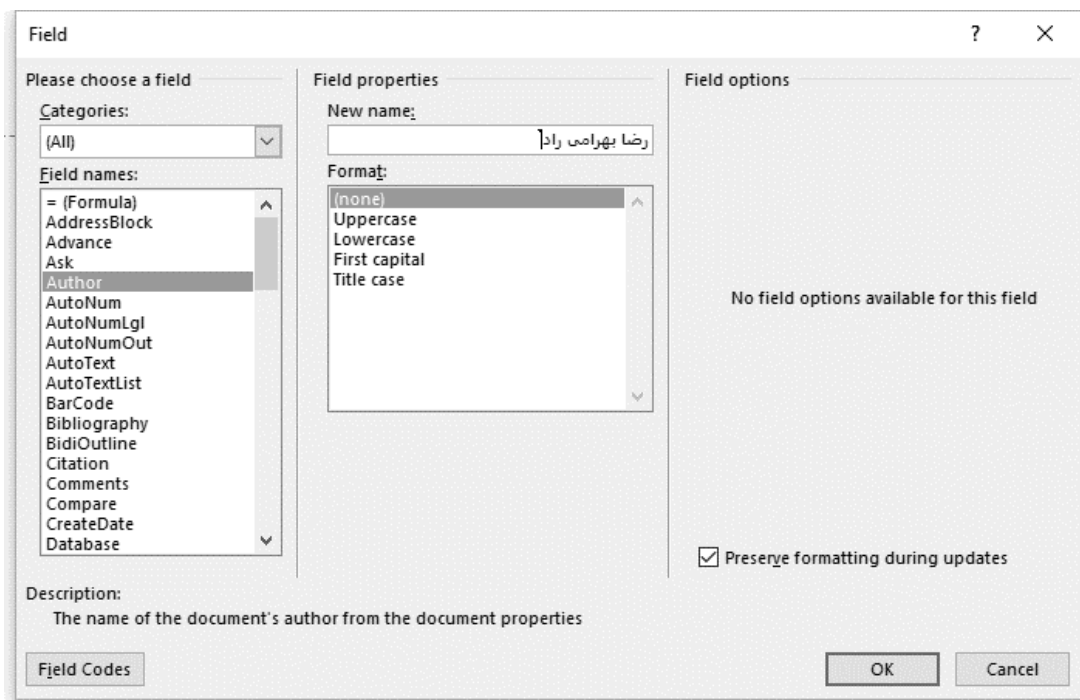 Field
? X
Please choose a field
Categories:
(All)
Field names:
= (Formula)
AddressBlock
Advance
Ask
Author
AutoNum
AutoNumLgl
AutoNumOut
AutoText
AutoTextList
BarCode
Bibliography
BidiOutline
Citation
Comments
Compare
CreateDate
Database
Field properties
New name:
رضا بهرامی راد
Format:
(none)
Uppercase
Lowercase
First capital
Title case
Field options
No field options available for this field
Preserve formatting during updates
Description:
The name of the document's author from the document properties
Field Codes
OK
Cancel